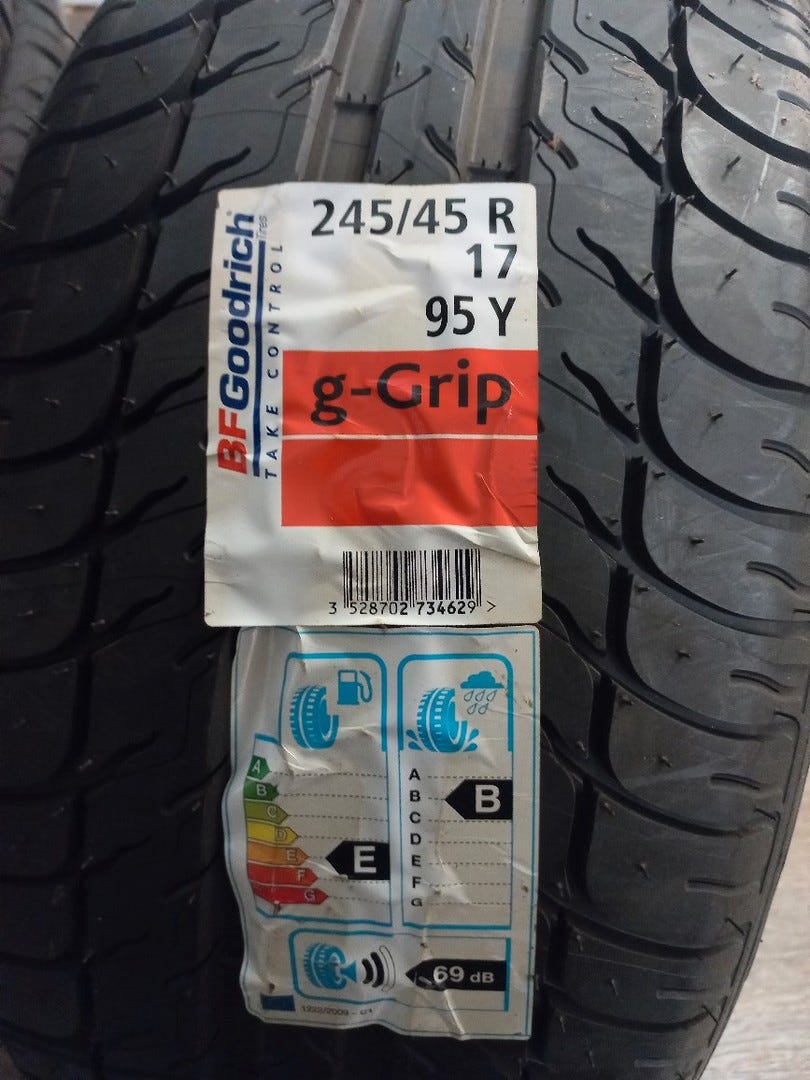 BFGoodrich®
Tires
TAKE CONTROL
245/45 R
17
95 Y
g-Grip
3 528702 734629 >
A
B
C
D
E
F
G
E
A
B
C
D
E
F
G
B
69 dB
1222/2009 - C1